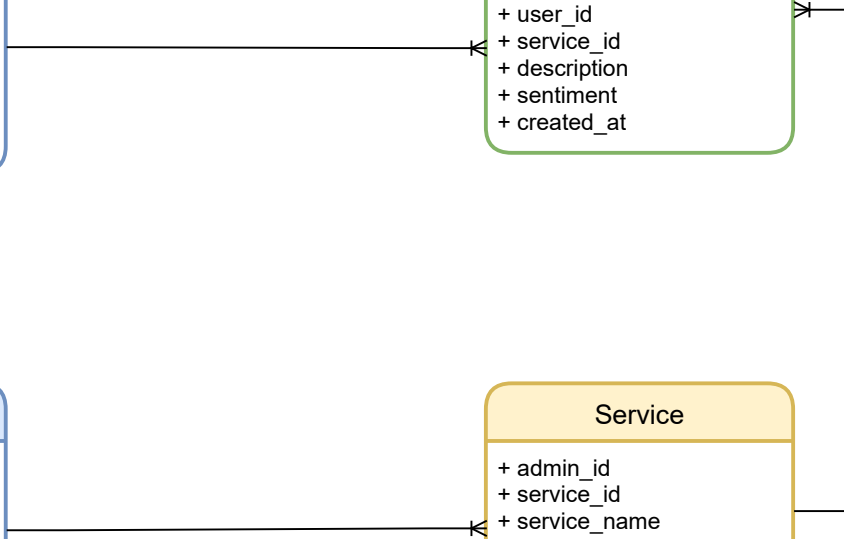 + user_id
+ service_id
+ description
+ sentiment
+ created_at
Service
+ admin_id
+ service_id
+ service_name